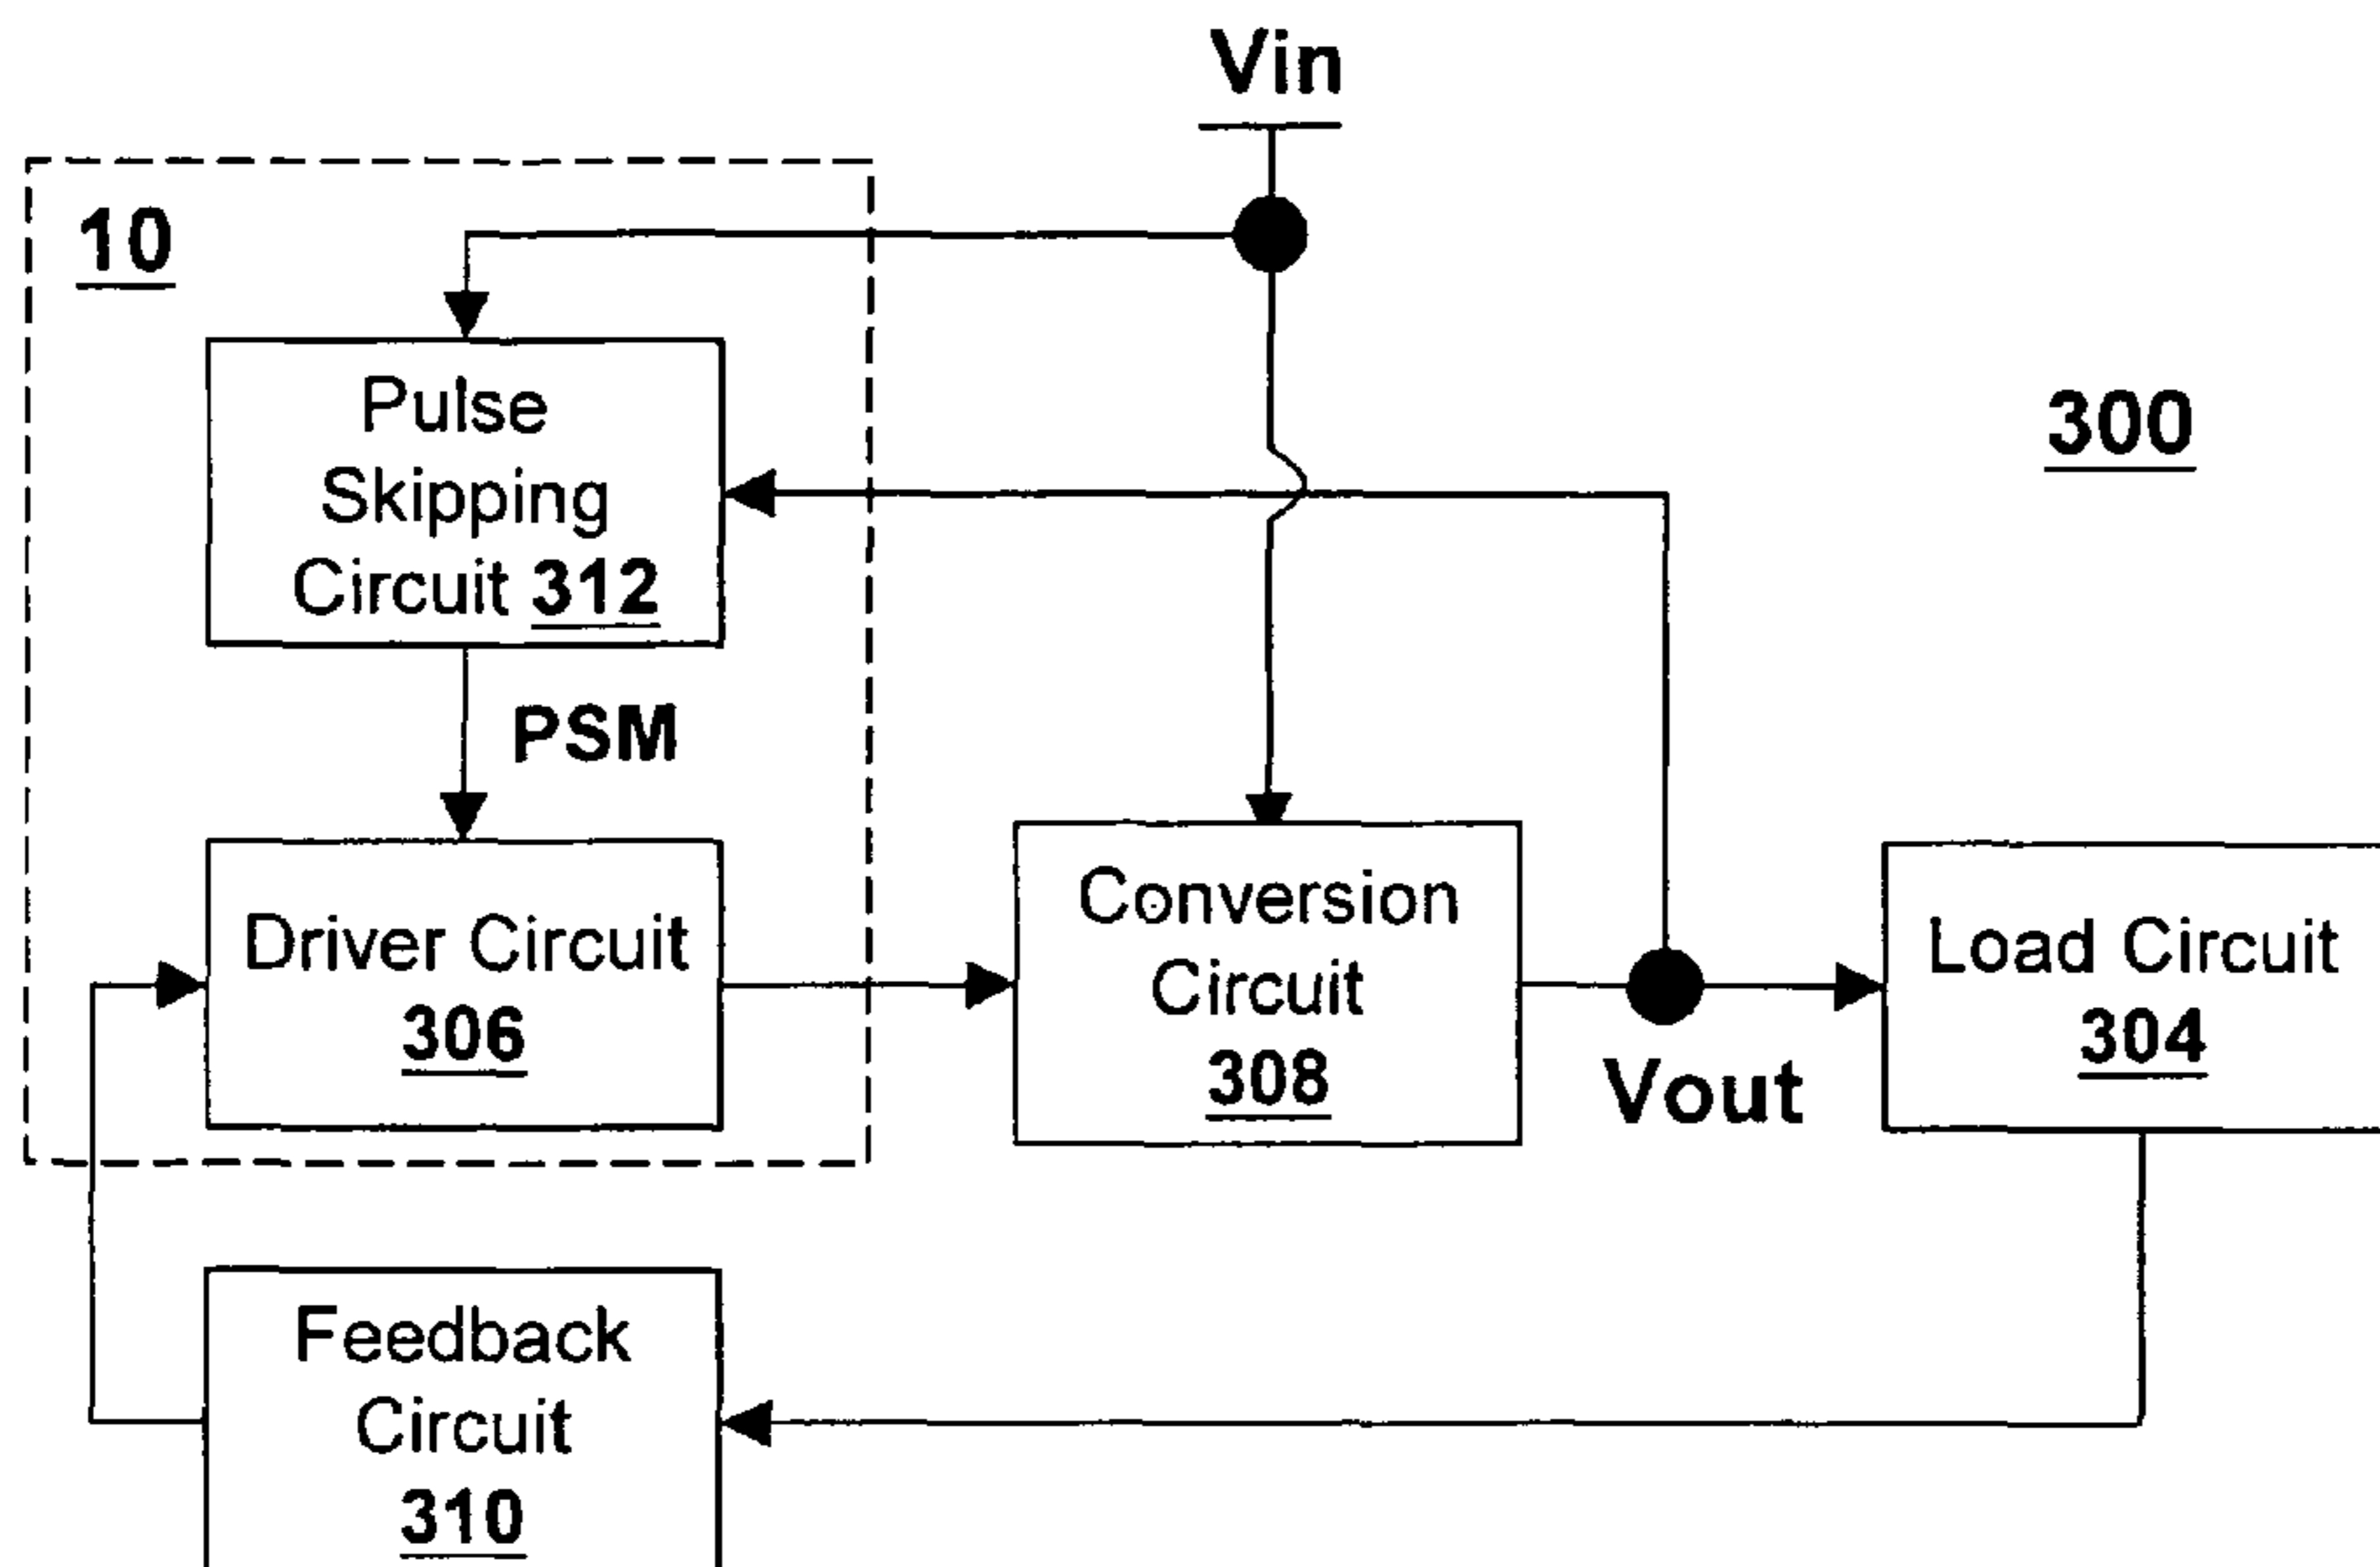 Vin
10
Pulse
Skipping
Circuit 312
300
PSM
Driver Circuit
306
Conversion
Circuit
308
Vout
Load Circuit
304
Feedback
Circuit
310